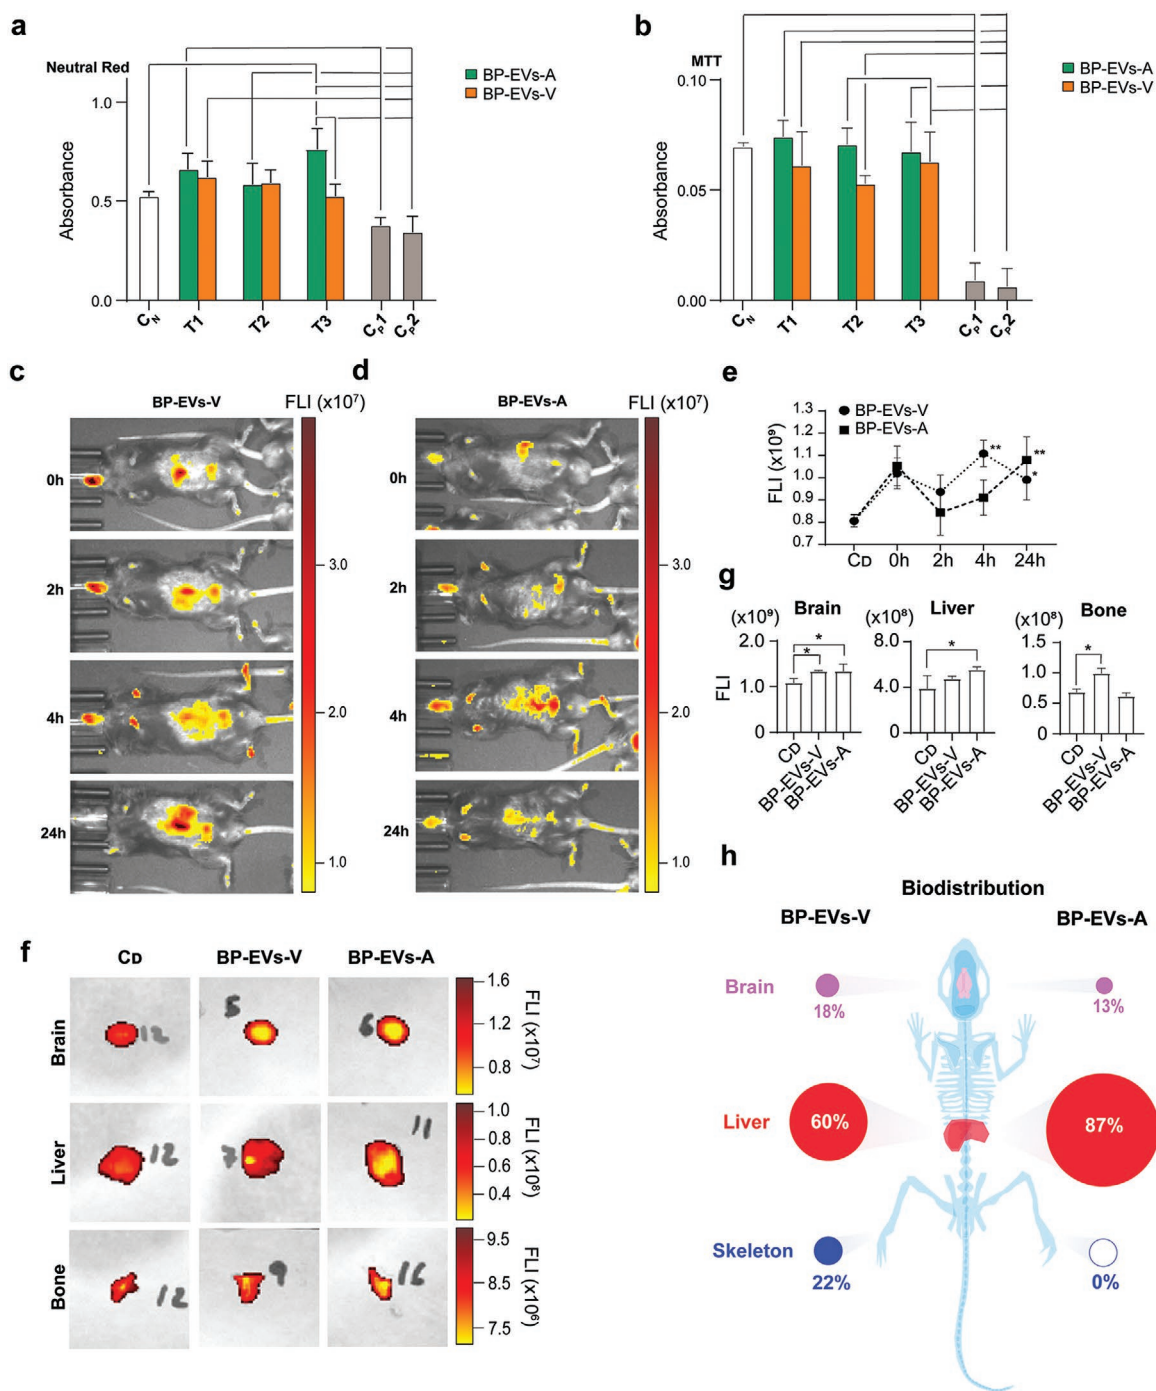 a
Neutral Red
BP-EVs-A
BP-EVs-V
1.0
0.5
0.0
Absorbance
C_N
T1
T2
T3
C_P1
C_P2
b
MTT
BP-EVs-A
BP-EVs-V
0.10
0.05
0.00
Absorbance
C_N
T1
T2
T3
C_P1
C_P2
c
BP-EVs-V
FLI (x10⁷)
0h
2h
4h
24h
3.0
2.0
1.0
d
BP-EVs-A
FLI (x10⁷)
0h
2h
4h
24h
3.0
2.0
1.0
e
BP-EVs-V
BP-EVs-A
FLI (x10⁹)
1.3
1.2
1.1
1.0
0.9
0.8
0.7
**
**
*
CD
0h
2h
4h
24h
g
(x10⁹)
Brain
2.0
1.0
0
FLI
*
*
CD
BP-EVs-V
BP-EVs-A
(x10⁸)
Liver
8.0
4.0
0
*
CD
BP-EVs-V
BP-EVs-A
(x10⁸)
Bone
1.5
1.0
0.5
0
*
CD
BP-EVs-V
BP-EVs-A
f
CD
BP-EVs-V
BP-EVs-A
Brain
12
5
6
1.6
1.2
0.8
FLI (x10⁷)
Liver
12
7
11
1.0
0.8
0.6
0.4
FLI (x10⁸)
Bone
12
9
16
9.5
8.5
7.5
FLI (x10⁶)
h
Biodistribution
BP-EVs-V
BP-EVs-A
Brain
18%
13%
Liver
60%
87%
Skeleton
22%
0%